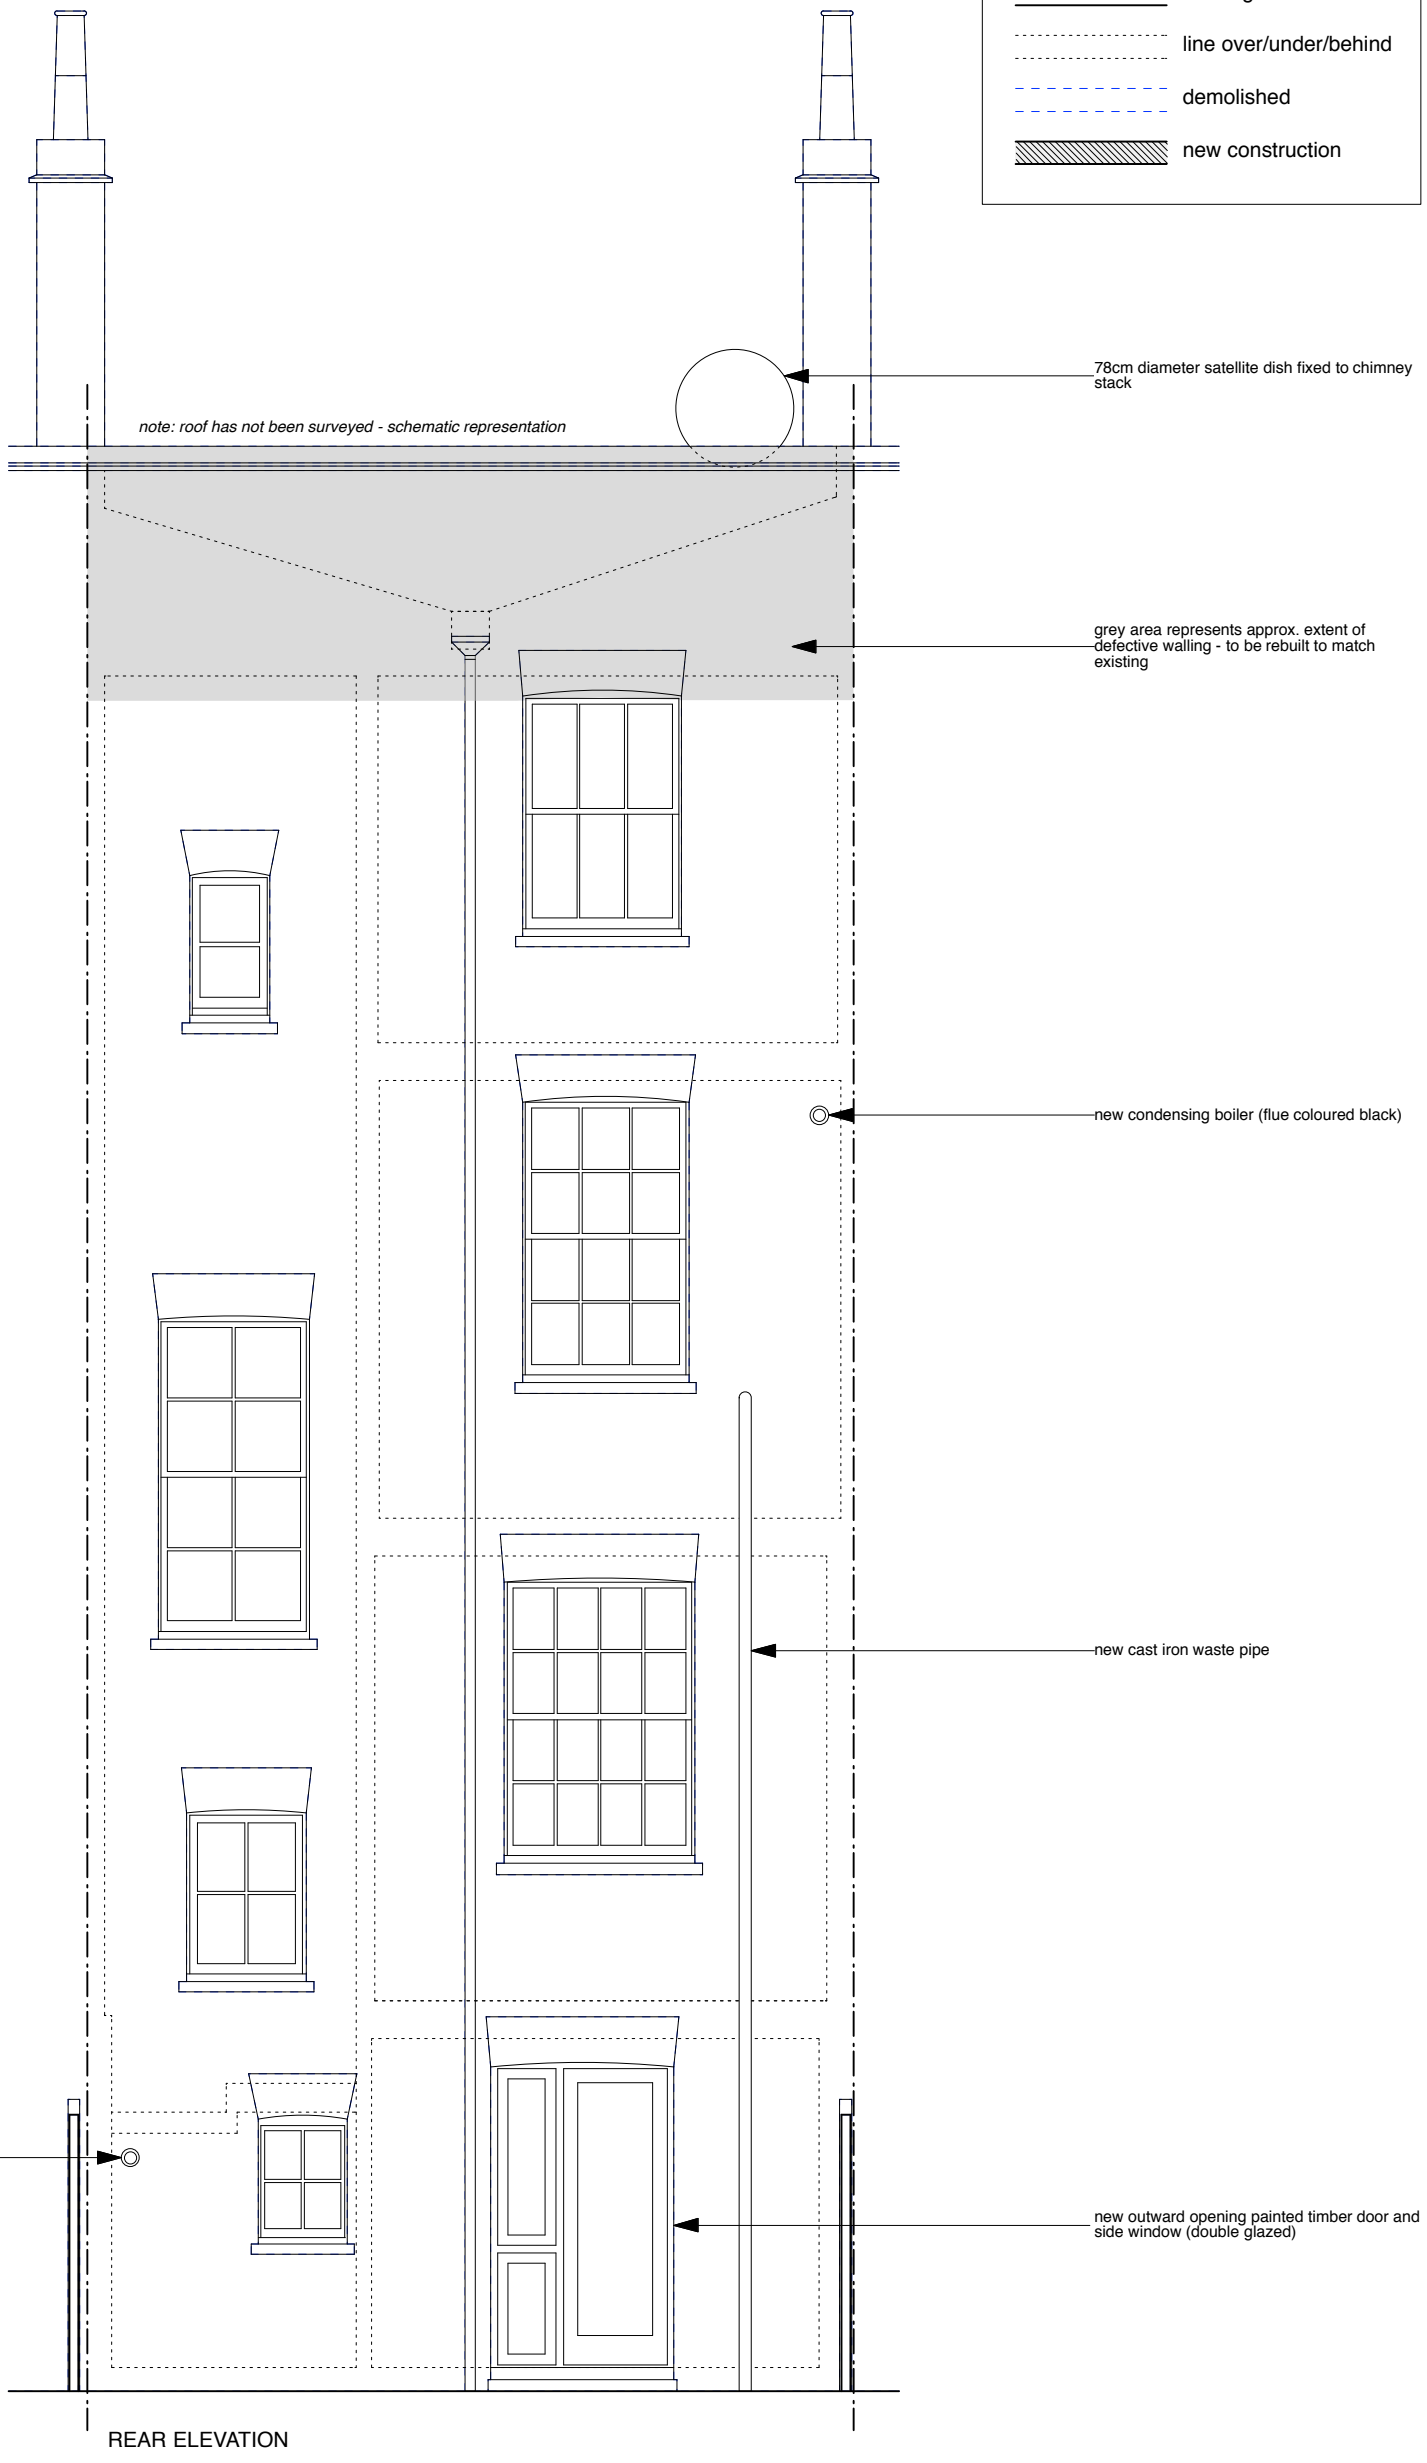 line over/under/behind
demolished
new construction
78cm diameter satellite dish fixed to chimney
stack
note: roof has not been surveyed - schematic representation
grey area represents approx. extent of
defective walling - to be rebuilt to match
existing
new condensing boiler (flue coloured black)
new cast iron waste pipe
new outward opening painted timber door and
side window (double glazed)
REAR ELEVATION